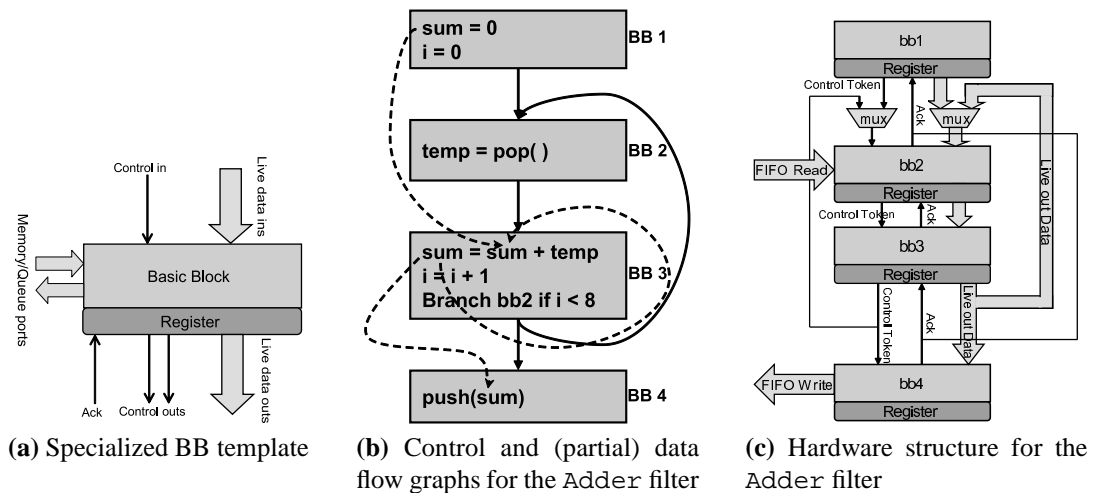 Control in
Live data ins
Memory/Queue ports
Basic Block
Register
Ack
Control outs
Live data outs
(a) Specialized BB template
sum = 0
i = 0
BB 1
temp = pop( )
BB 2
sum = sum + temp
i = i + 1
Branch bb2 if i < 8
BB 3
push(sum)
BB 4
(b) Control and (partial) data
flow graphs for the Adder filter
bb1
Register
Control Token
Ack
mux
mux
FIFO Read
bb2
Register
Control Token
Ack
Live out Data
bb3
Register
Control Token
Ack
Live out Data
FIFO Write
bb4
Register
(c) Hardware structure for the
Adder filter